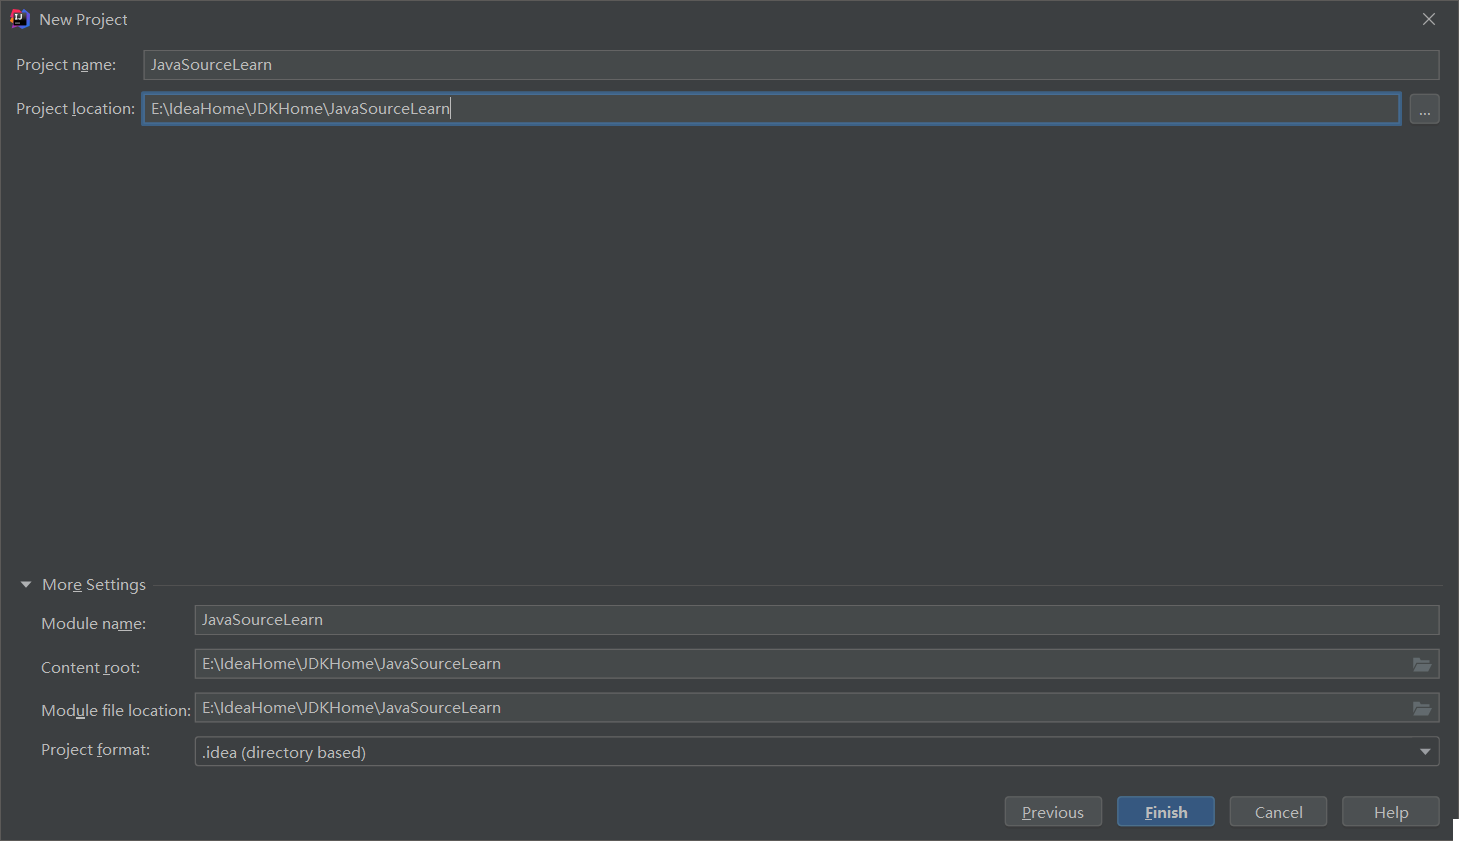 New Project
Project name: JavaSourceLearn
Project location: E:\IdeaHome\JDKHome\JavaSourceLearn ...
More Settings
Module name: JavaSourceLearn
Content root: E:\IdeaHome\JDKHome\JavaSourceLearn
Module file location: E:\IdeaHome\JDKHome\JavaSourceLearn
Project format: .idea (directory based)
Previous Finish Cancel Help